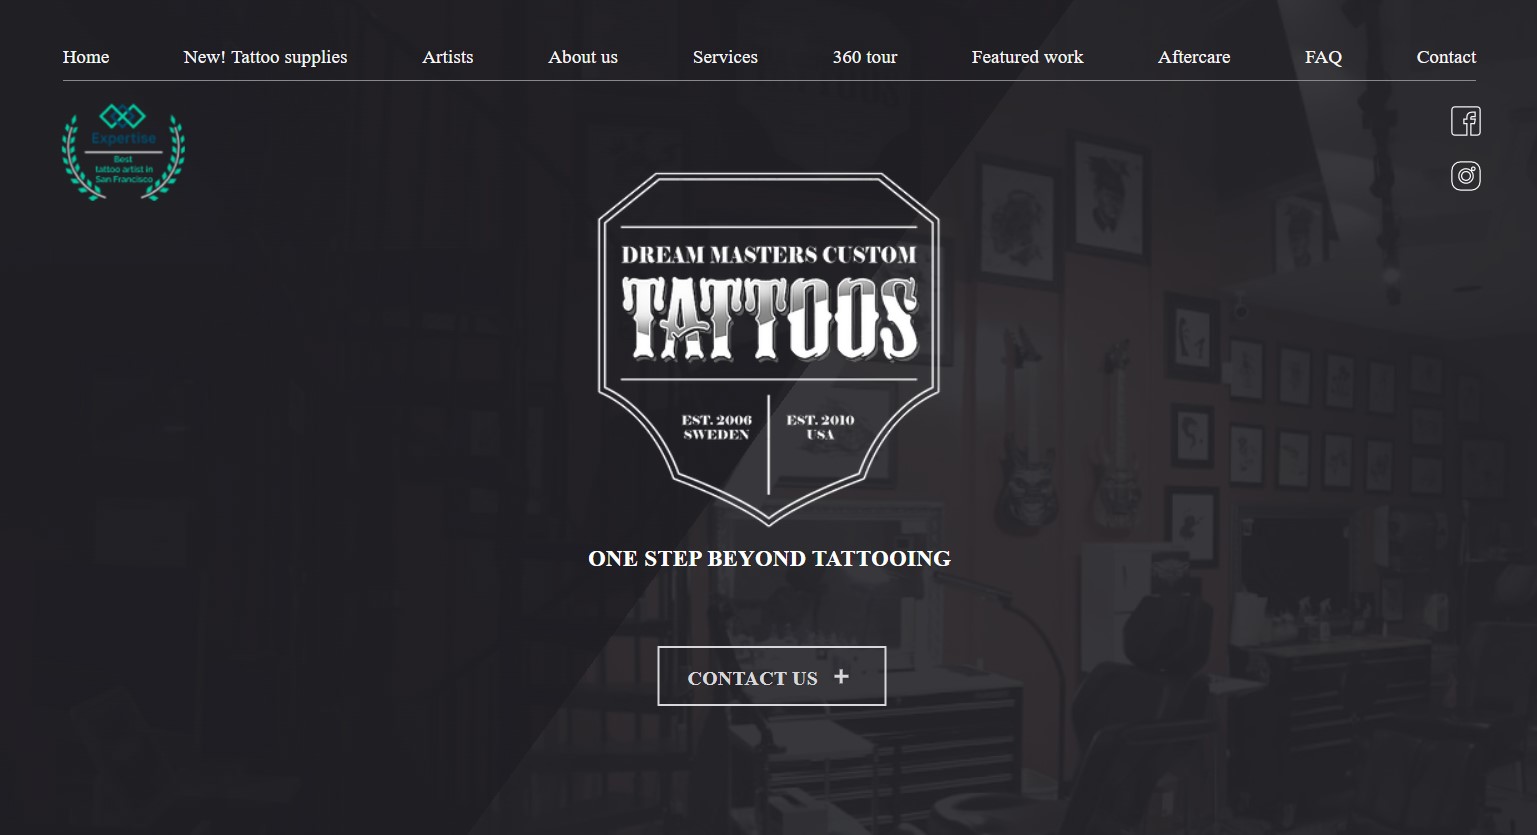 Home
New! Tattoo supplies
Artists
About us
Services
360 tour
Featured work
Aftercare
FAQ
Contact
Expertise
Best
tattoo artist in
San Francisco
DREAM MASTERS CUSTOM
TATTOOS
EST. 2006
SWEDEN
EST. 2010
USA
ONE STEP BEYOND TATTOOING
CONTACT US +